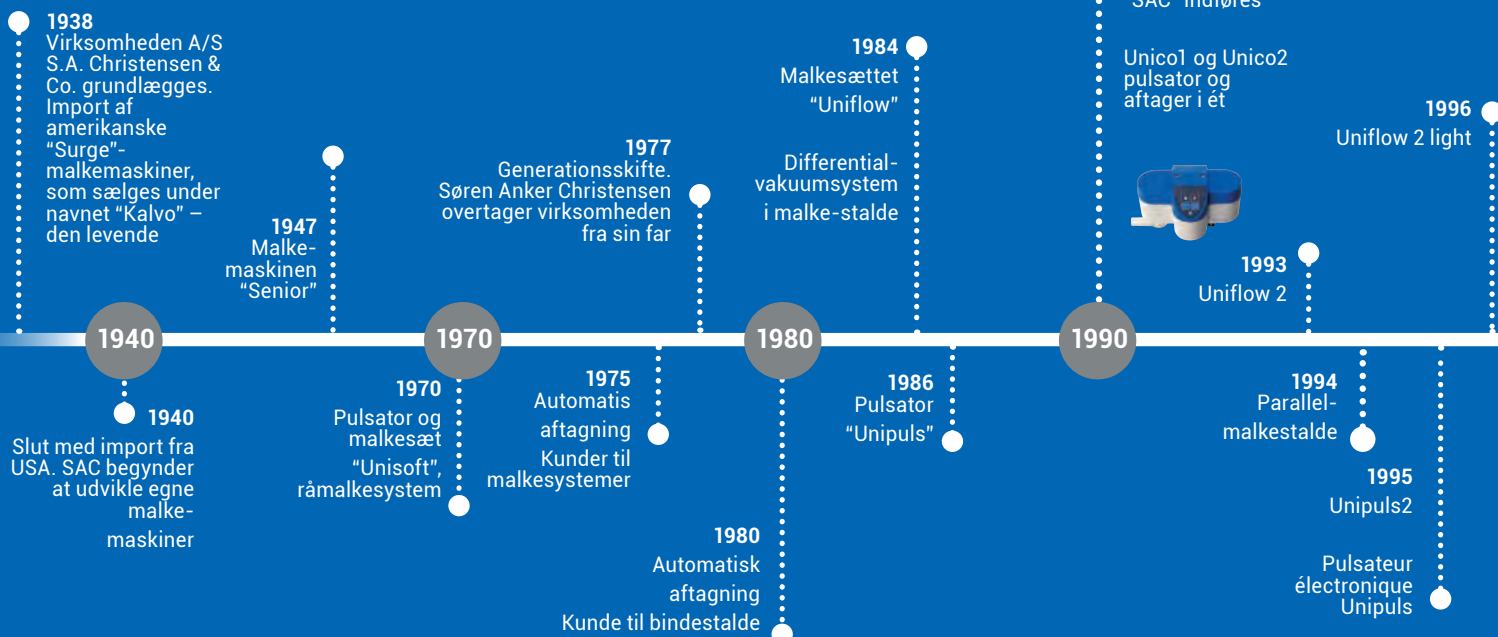 1938
Virksomheden A/S
S.A. Christensen &
Co. grundlægges.
Import af
amerikanske
“Surge”-
malkemaskiner,
som sælges under
navnet “Kalvo” –
den levende
1947
Malke-
maskinen
“Senior”
1977
Generationsskifte.
Søren Anker Christensen
overtager virksomheden
fra sin far
1984
Malkesættet
“Uniflow”
Differential-
vakuumsystem
i malke-stalde
indføres
Unico1 og Unico2
pulsator og
aftager i ét
1993
Uniflow 2
1996
Uniflow 2 light
1940
1970
1980
1990
1940
Slut med import fra
USA. SAC begynder
at udvikle egne
malke-
maskiner
1970
Pulsator og
malkesæt
“Unisoft”,
råmalkesystem
1975
Automatis
aftagning
Kunder til
malkesystemer
1980
Automatisk
aftagning
Kunde til bindestalde
1986
Pulsator
“Unipuls”
1994
Parallel-
malkestalde
1995
Unipuls2
Pulsateur
électronique
Unipuls